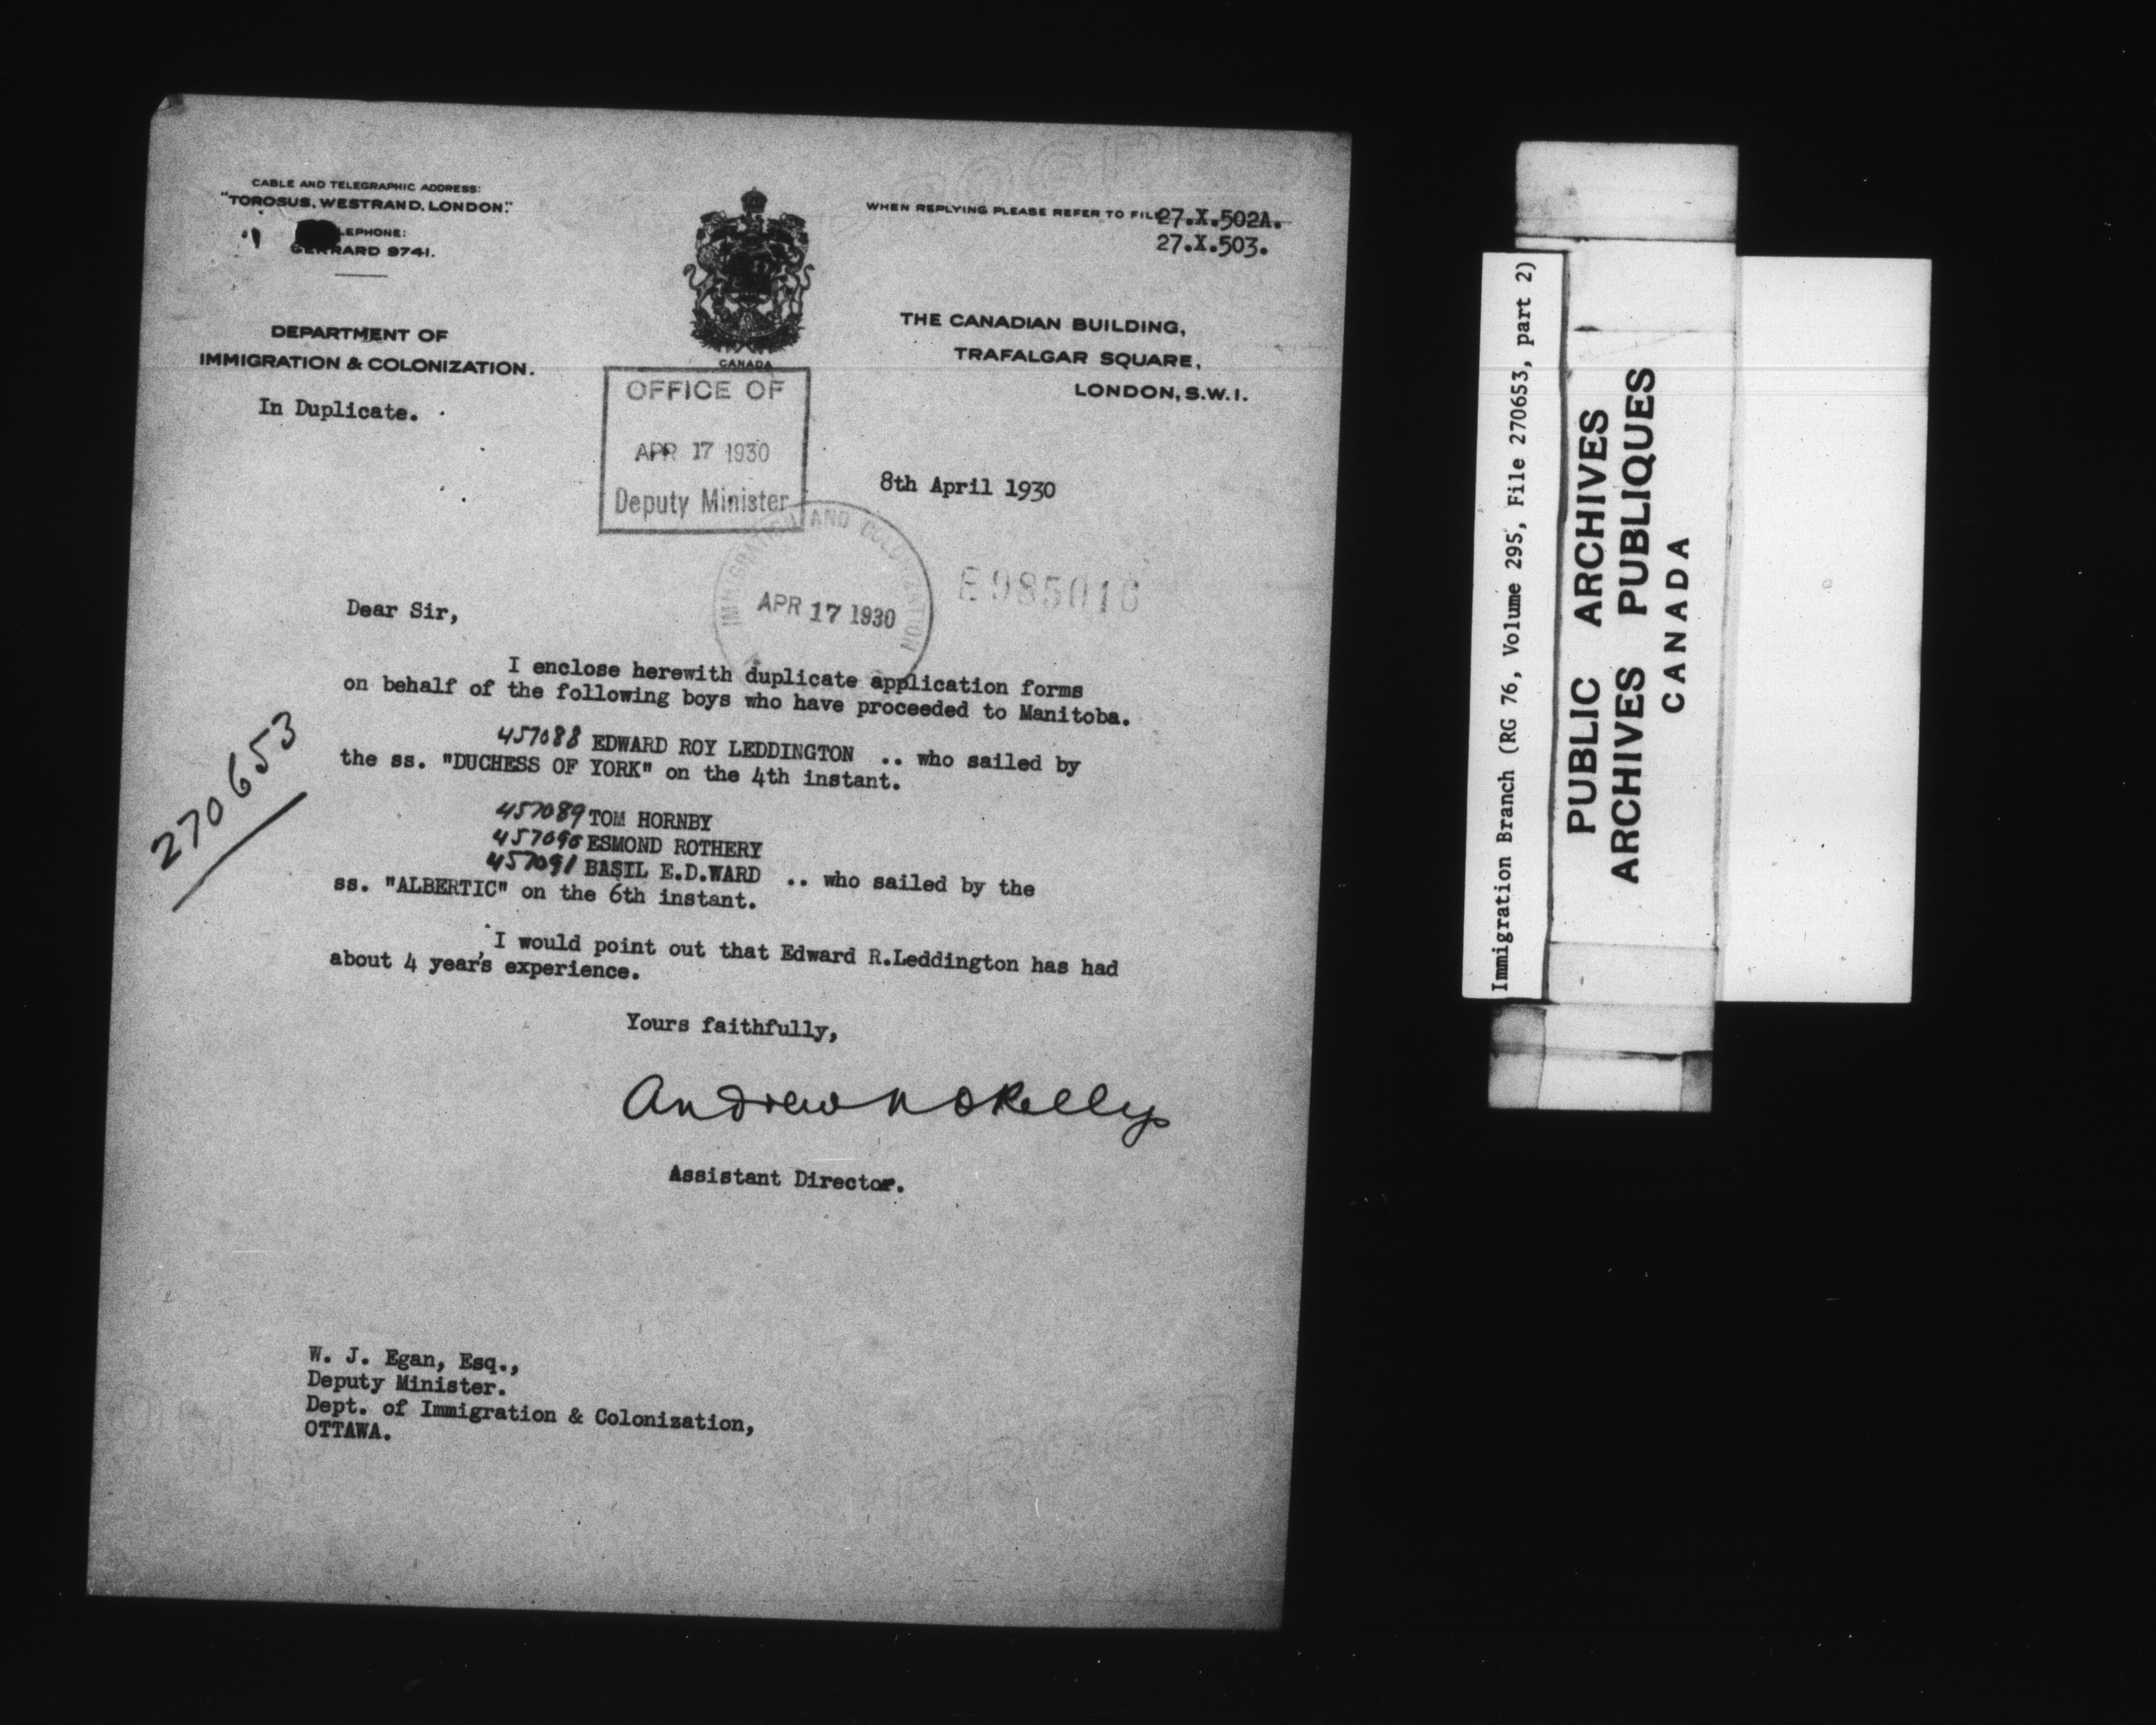 CABLE AND TELEGRAPHIC ADDRESS:
"TOROSUS, WESTRAND, LONDON."
LEPHONE:
GERRARD 9741.
DEPARTMENT OF
IMMIGRATION & COLONIZATION.
In Duplicate.
CANADA
WHEN REPLYING PLEASE REFER TO FILE 27.X.502A.
27.X.503.
THE CANADIAN BUILDING,
TRAFALGAR SQUARE,
LONDON, S.W.1.
OFFICE OF
APR 17 1930
Deputy Minister
8th April 1930
IMMIGRATION AND COLONIZATION
APR 17 1930
E985016
Dear Sir,
I enclose herewith duplicate application forms
on behalf of the following boys who have proceeded to Manitoba.
457088 EDWARD ROY LEDDINGTON .. who sailed by
the ss. "DUCHESS OF YORK" on the 4th instant.
270653
457089 TOM HORNBY
457090 ESMOND ROTHERY
457091 BASIL E.D.WARD .. who sailed by the
ss. "ALBERTIC" on the 6th instant.
I would point out that Edward R.Leddington has had
about 4 year's experience.
Yours faithfully,
Andrew
Assistant Director.
W. J. Egan, Esq.,
Deputy Minister.
Dept. of Immigration & Colonization,
OTTAWA.
Immigration Branch (RG 76, Volume 295, File 270653, part 2)
PUBLIC ARCHIVES
ARCHIVES PUBLIQUES
CANADA